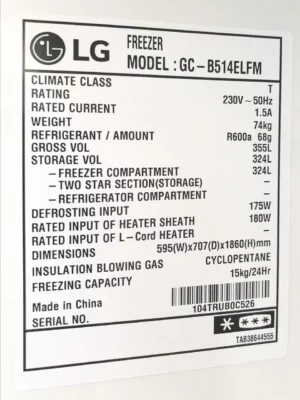 LG FREEZER
MODEL : GC-B514ELFM
CLIMATE CLASS T
RATING 230V ~ 50Hz
RATED CURRENT 1.5A
WEIGHT 74kg
REFRIGERANT / AMOUNT R600a 68g
GROSS VOL 355L
STORAGE VOL 324L
– FREEZER COMPARTMENT 324L
– TWO STAR SECTION(STORAGE) –
– REFRIGERATOR COMPARTMENT –
DEFROSTING INPUT 175W
RATED INPUT OF HEATER SHEATH 180W
RATED INPUT OF L-Cord HEATER –
DIMENSIONS 595(W)x707(D)x1860(H)mm
INSULATION BLOWING GAS CYCLOPENTANE
FREEZING CAPACITY 15kg/24Hr
Made in China
SERIAL NO. 104TRUB0C526
TAB38644555